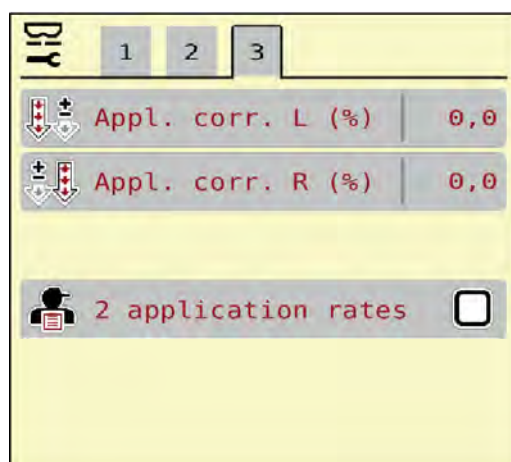 1 2 3
Appl. corr. L (%) 0,0
Appl. corr. R (%) 0,0
2 application rates